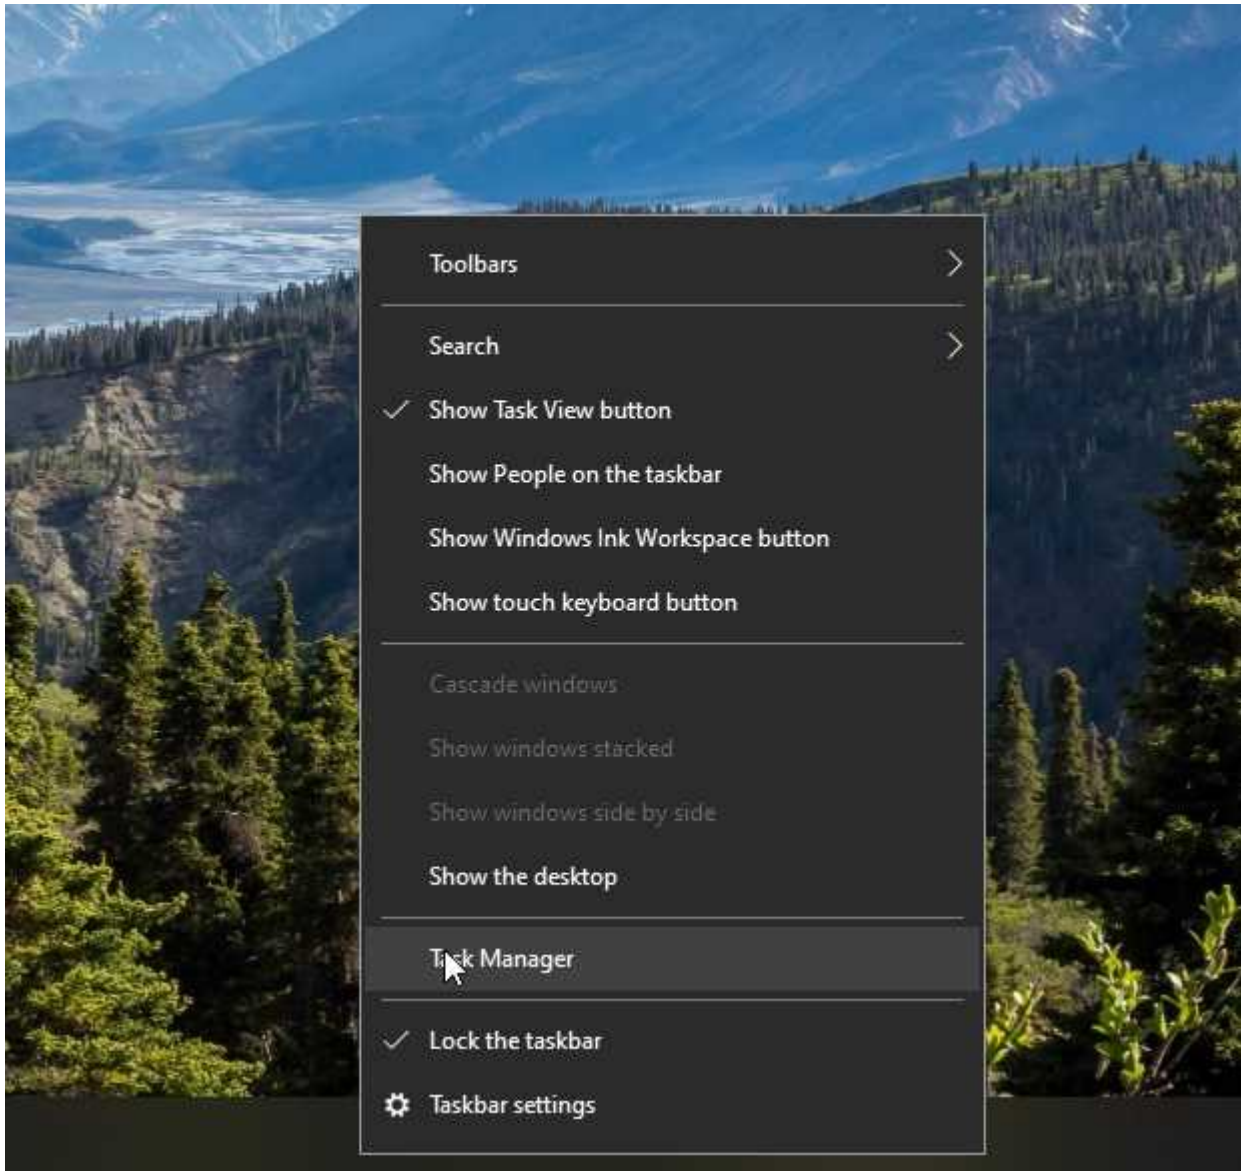 Toolbars
Search
Show Task View button
Show People on the taskbar
Show Windows Ink Workspace button
Show touch keyboard button
Cascade windows
Show windows stacked
Show windows side by side
Show the desktop
Task Manager
Lock the taskbar
Taskbar settings